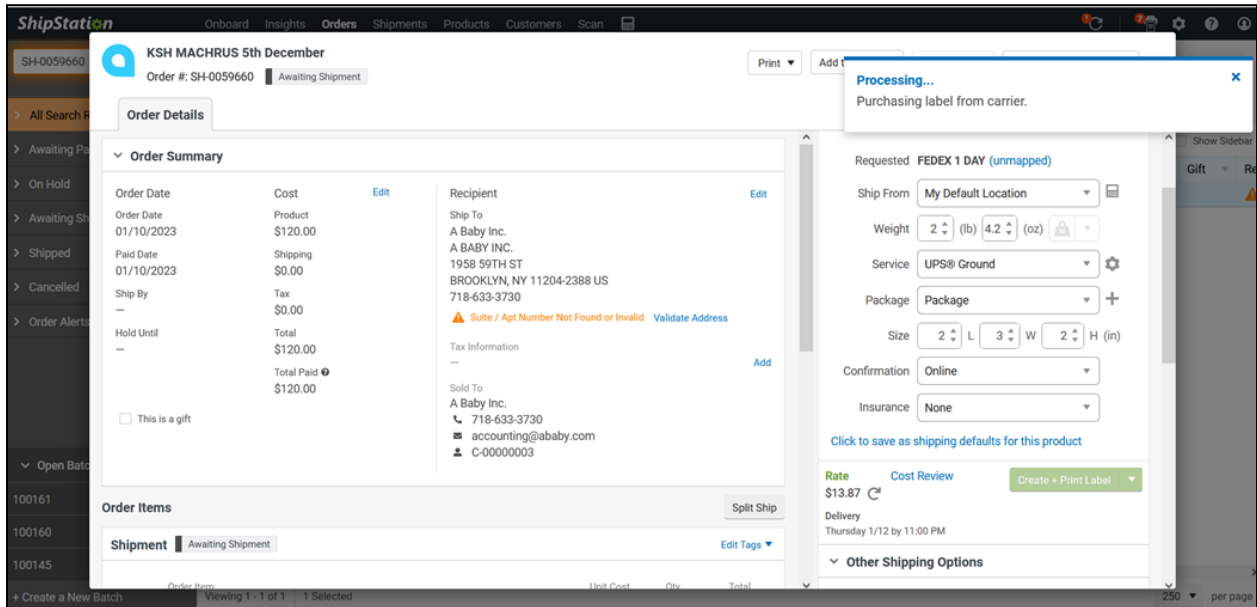 ShipStation Onboard Insights Orders Shipments Products Customers Scan 1 7
SH-0059660
All Search R
Awaiting Pa
On Hold
Awaiting Sh
Shipped
Cancelled
Order Alerts
Open Batc
100161
100160
100145
+ Create a New Batch
KSH MACHRUS 5th December
Order #: SH-0059660 Awaiting Shipment
Print Add t
Processing...
Purchasing label from carrier.
Order Details
Order Summary
Order Date
Order Date
01/10/2023
Paid Date
01/10/2023
Ship By
—
Hold Until
—
This is a gift
Cost Edit
Product
$120.00
Shipping
$0.00
Tax
$0.00
Total
$120.00
Total Paid
$120.00
Recipient Edit
Ship To
A Baby Inc.
A BABY INC.
1958 59TH ST
BROOKLYN, NY 11204-2388 US
718-633-3730
Suite / Apt Number Not Found or Invalid Validate Address
Tax Information
— Add
Sold To
A Baby Inc.
718-633-3730
accounting@ababy.com
C-00000003
Order Items Split Ship
Shipment Awaiting Shipment Edit Tags
Order Item Unit Cost Qty Total
Requested FEDEX 1 DAY (unmapped)
Ship From My Default Location
Weight 2 (lb) 4.2 (oz)
Service UPS® Ground
Package Package
Size 2 L 3 W 2 H (in)
Confirmation Online
Insurance None
Click to save as shipping defaults for this product
Rate Cost Review Create + Print Label
$13.87
Delivery
Thursday 1/12 by 11:00 PM
Other Shipping Options
Show Sidebar
Gift Re
Viewing 1 - 1 of 1 1 Selected
250 per page